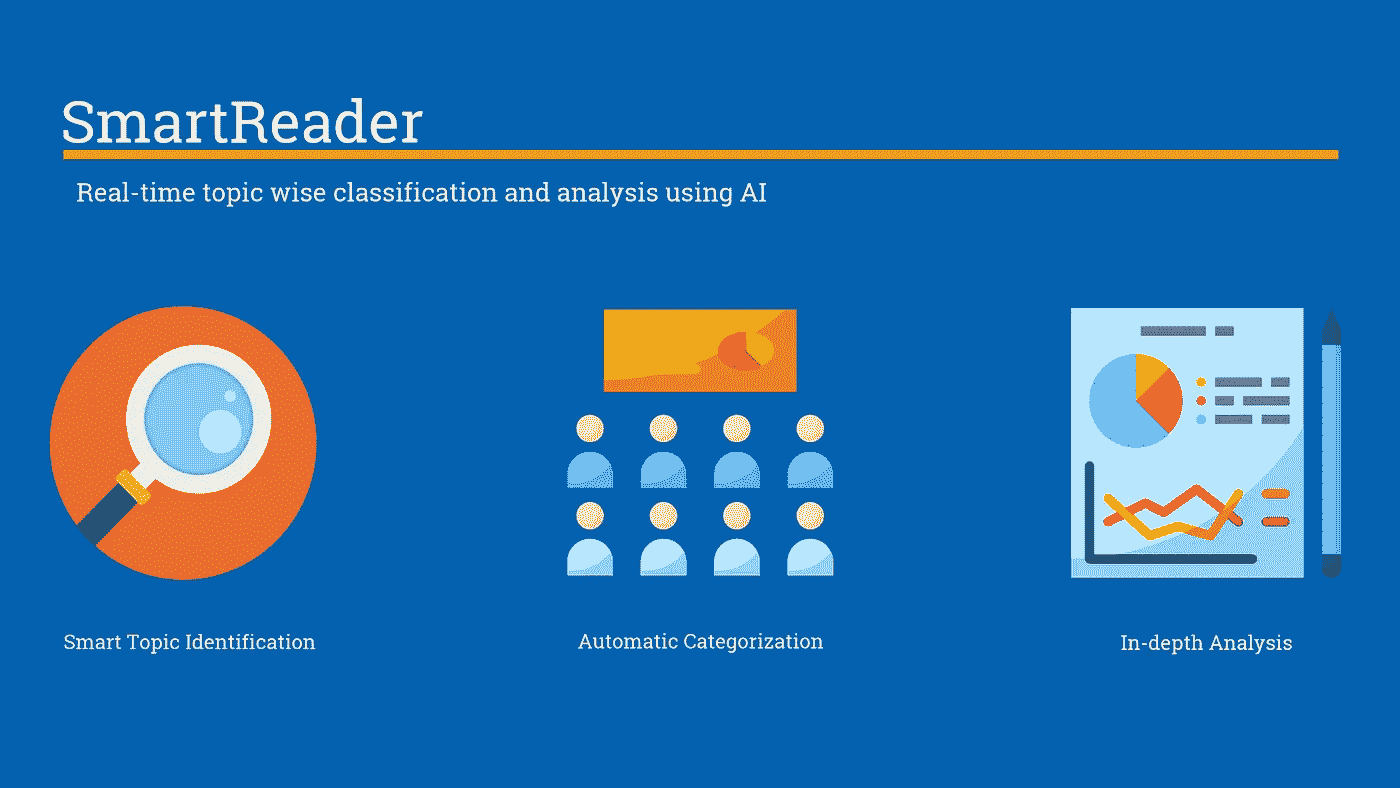 SmartReader
Real-time topic wise classification and analysis using AI
Smart Topic Identification
Automatic Categorization
In-depth Analysis